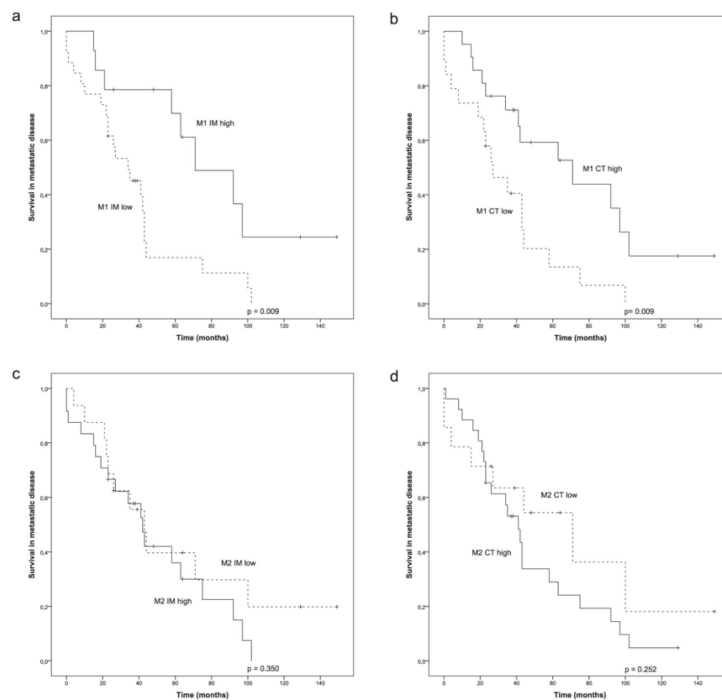 a
Survival in metastatic disease
1,0
0,8
0,6
0,4
0,2
0,0
M1 IM high
M1 IM low
p = 0.009
0 20 40 60 80 100 120 140
Time (months)
b
Survival in metastatic disease
1,0
0,8
0,6
0,4
0,2
0,0
M1 CT high
M1 CT low
p = 0.009
0 20 40 60 80 100 120 140
Time (months)
c
Survival in metastatic disease
1,0
0,8
0,6
0,4
0,2
0,0
M2 IM low
M2 IM high
p = 0.350
0 20 40 60 80 100 120 140
Time (months)
d
Survival in metastatic disease
1,0
0,8
0,6
0,4
0,2
0,0
M2 CT low
M2 CT high
p = 0.252
0 20 40 60 80 100 120 140
Time (months)